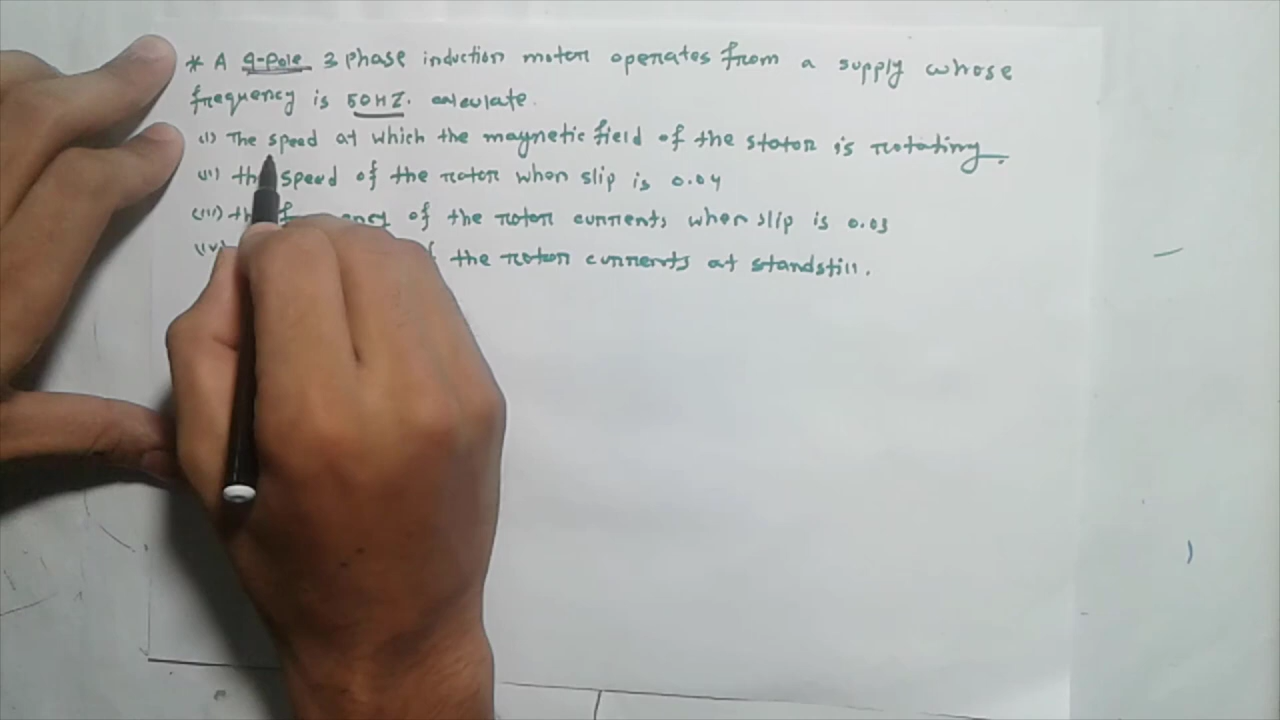 * A 4-pole 3 phase induction motor operates from a supply whose
frequency is 50HZ. calculate.
(i) The speed at which the magnetic field of the stator is rotating.
(ii) the speed of the rotor when slip is 0.04
(iii) of the rotor currents when slip is 0.03
(iv) the rotor currents at standstill.